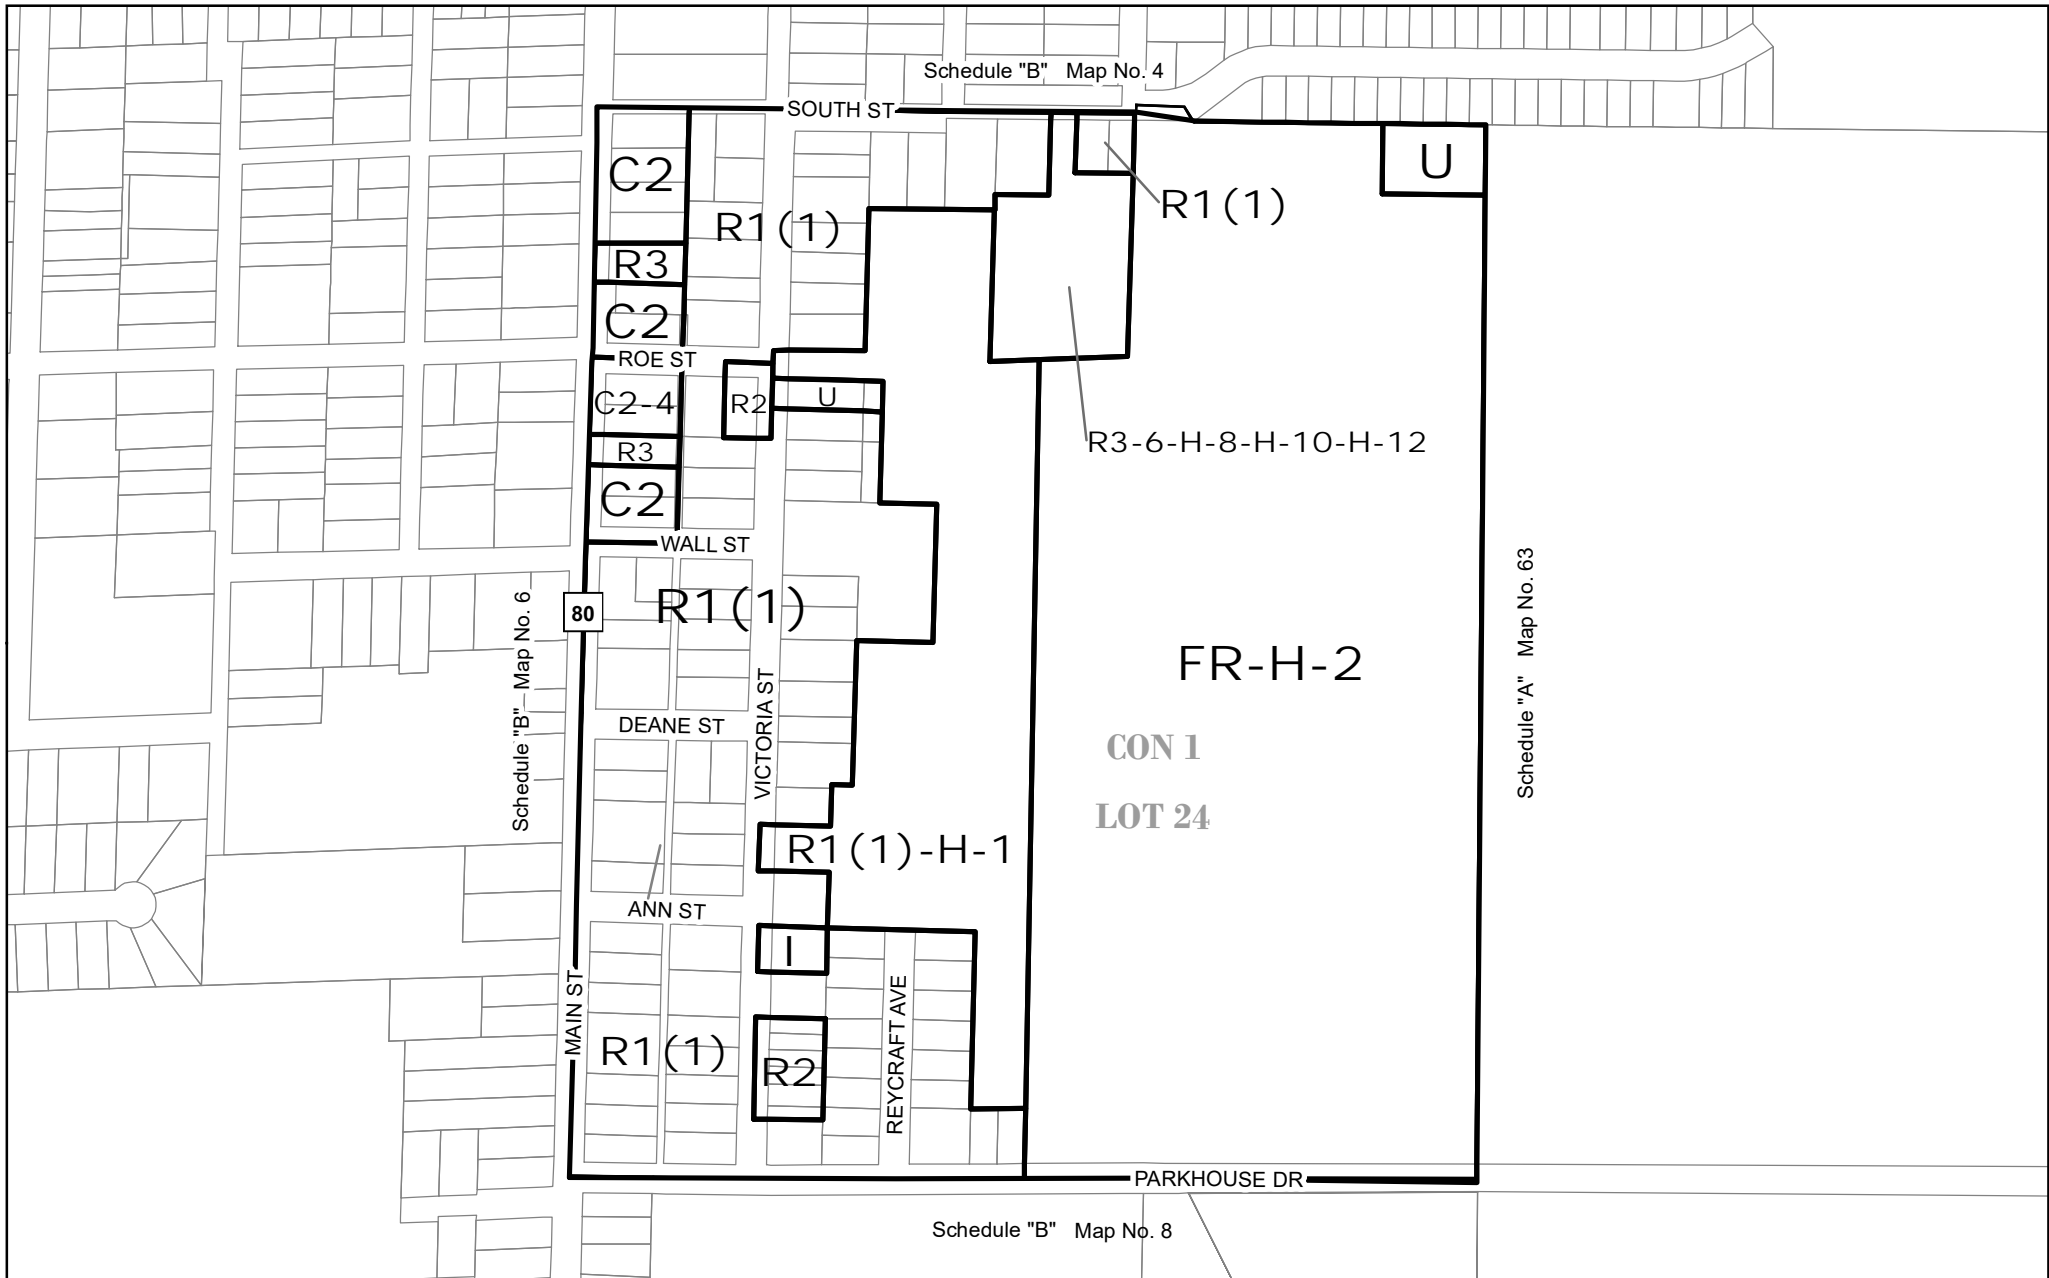 Schedule "B" Map No. 4
SOUTH ST
C2
U
R1(1)
R1(1)
R3
C2
ROE ST
C2-4
R2
U
R3-6-H-8-H-10-H-12
R3
C2
WALL ST
R1(1)
80
Schedule "B" Map No. 6
Schedule "A" Map No. 63
FR-H-2
VICTORIA ST
DEANE ST
CON 1
LOT 24
R1(1)-H-1
ANN ST
I
MAIN ST
REYCRAFT AVE
R1(1)
R2
PARKHOUSE DR
Schedule "B" Map No. 8